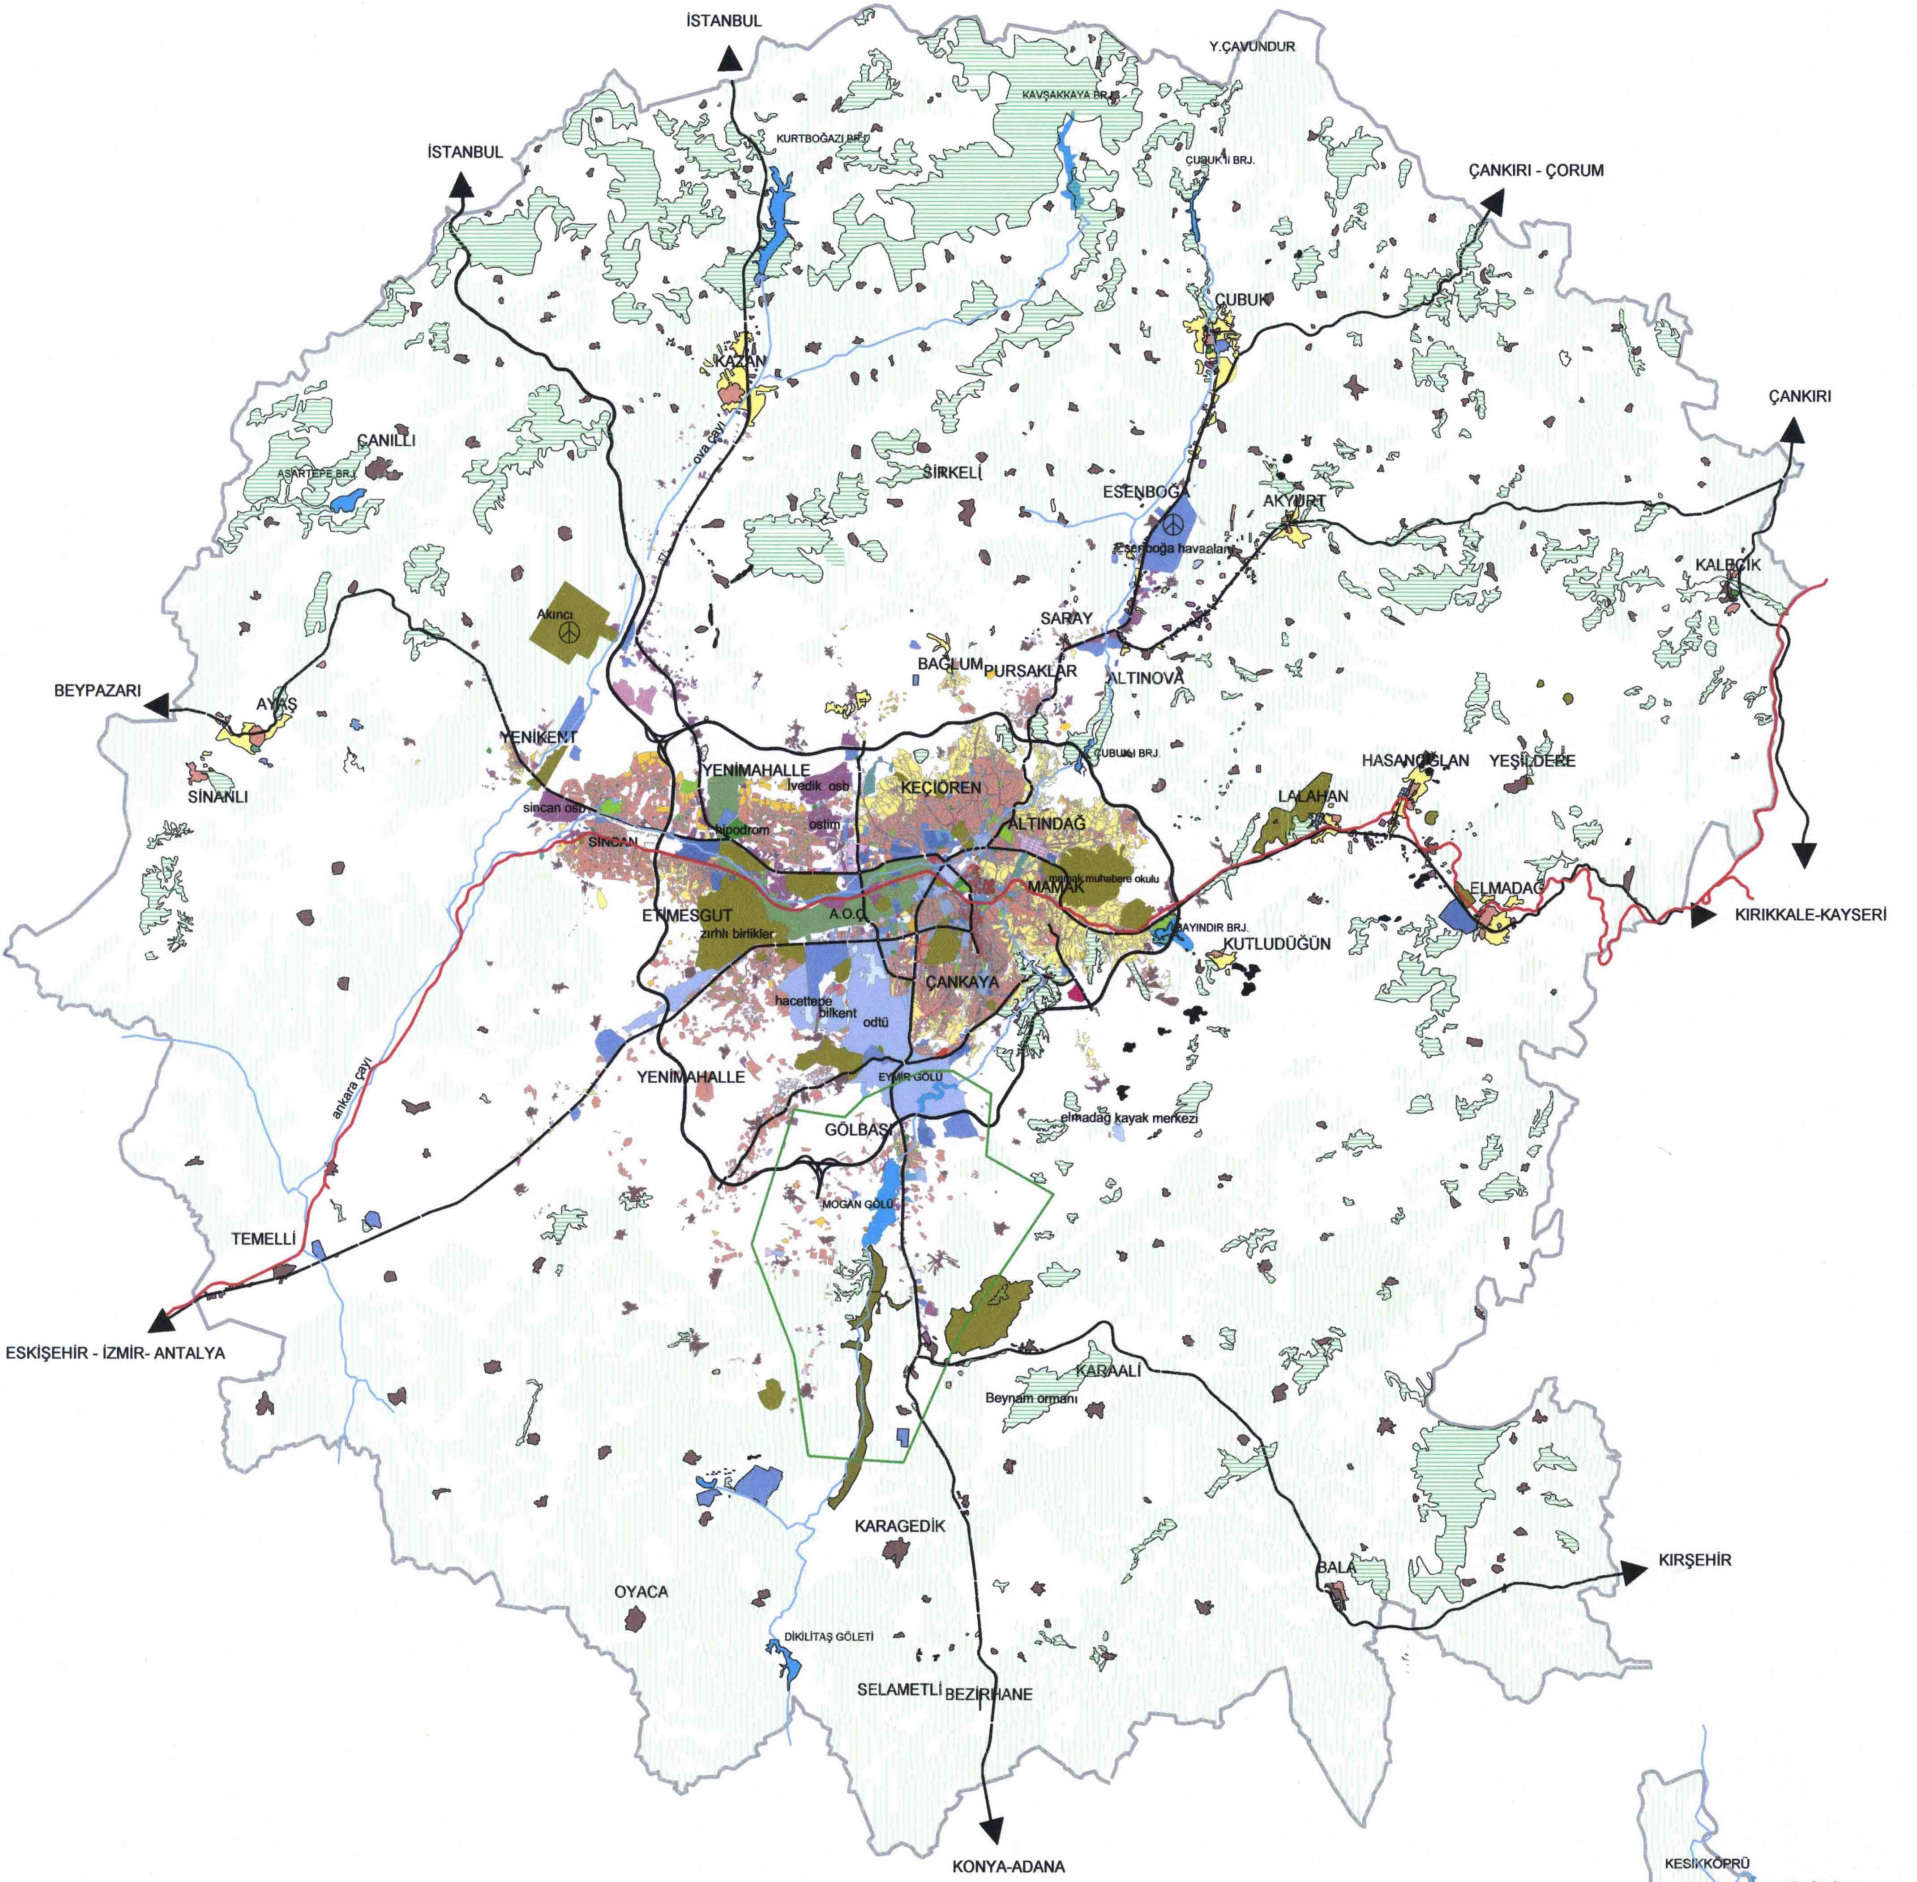 İSTANBUL
Y.ÇAVUNDUR
KAVŞAKKAYA BRJ.
KURTBOĞAZI BRJ.
İSTANBUL
ÇUBUK II BRJ.
ÇANKIRI - ÇORUM
ÇUBUK
KAZAN
ÇANKIRI
ova çayı
ÇANILLI
ASARTEPE BRJ.
SİRKELİ
ESENBOĞA
AKYURT
Esenboğa havaalanı
KALECİK
Akıncı
SARAY
BAĞLUM
PURSAKLAR
ALTINOVA
BEYPAZARI
AYAŞ
YENİKENT
ÇUBUK I BRJ.
HASANOĞLAN
YEŞİLDERE
YENİMAHALLE
İvedik osb
KEÇİÖREN
SİNANLI
LALAHAN
sincan osb
ostim
ALTINDAĞ
hipodrom
SİNCAN
mamak muhabere okulu
MAMAK
ELMADAĞ
ETİMESGUT
A.O.Ç.
KIRIKKALE-KAYSERİ
zırhlı birlikler
BAYINDIR BRJ.
KUTLUDÜĞÜN
ÇANKAYA
hacettepe
bilkent
odtü
ankara çayı
YENİMAHALLE
EYMİR GÖLÜ
elmadağ kayak merkezi
GÖLBAŞI
MOGAN GÖLÜ
TEMELLİ
ESKİŞEHİR - İZMİR- ANTALYA
KARAALİ
Beynam ormanı
KARAGEDİK
KIRŞEHİR
BALA
OYACA
DİKİLİTAŞ GÖLETİ
SELAMETLİ
BEZİRHANE
KONYA-ADANA
KESİKKÖPRÜ